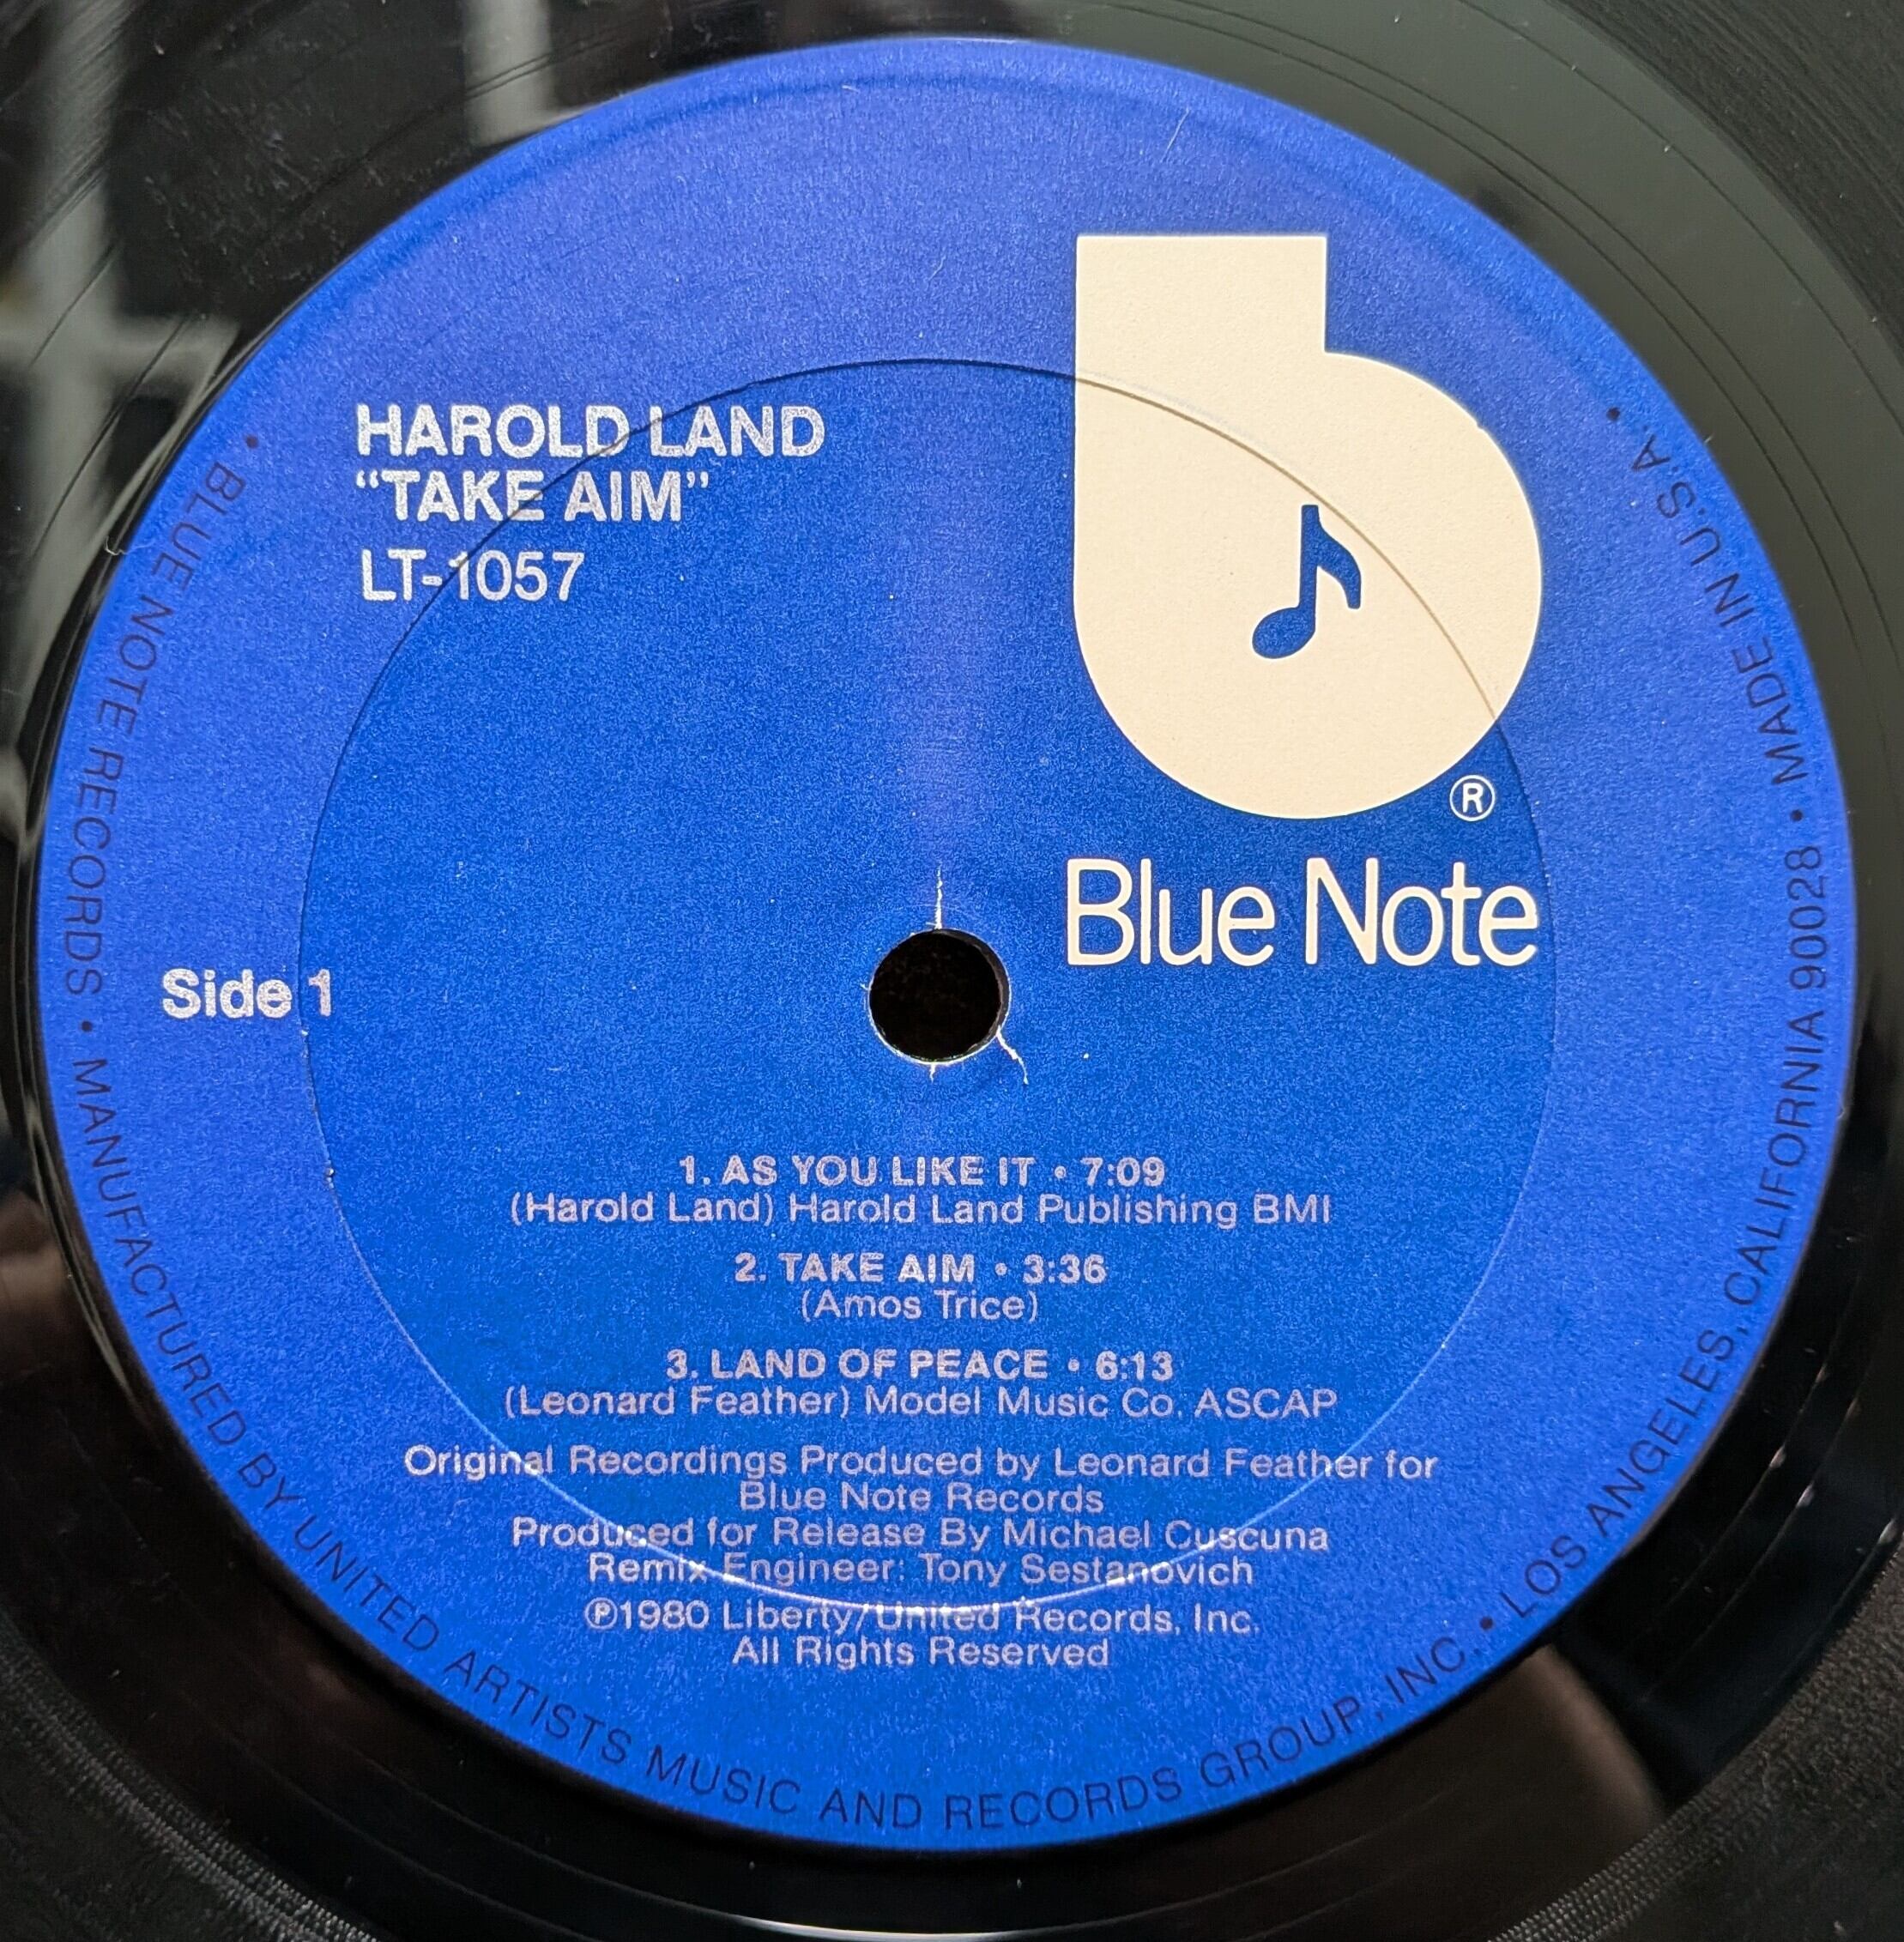 HAROLD LAND
“TAKE AIM”
LT-1057
®
Blue Note
Side 1
1. AS YOU LIKE IT • 7:09
(Harold Land) Harold Land Publishing BMI
2. TAKE AIM • 3:36
(Amos Trice)
3. LAND OF PEACE • 6:13
(Leonard Feather) Model Music Co. ASCAP
Original Recordings Produced by Leonard Feather for
Blue Note Records
Produced for Release By Michael Cuscuna
Remix Engineer: Tony Sestanovich
℗1980 Liberty/United Records, Inc.
All Rights Reserved
• BLUE NOTE RECORDS • MANUFACTURED BY UNITED ARTISTS MUSIC AND RECORDS GROUP, INC. • LOS ANGELES, CALIFORNIA 90028 • MADE IN U.S.A. •